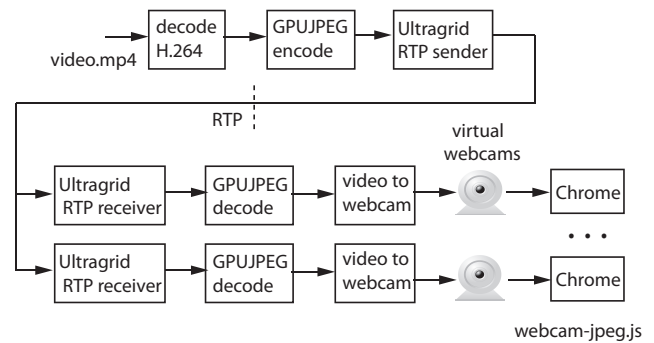 video.mp4
decode
H.264
GPUJPEG
encode
Ultragrid
RTP sender
RTP
virtual
webcams
Ultragrid
RTP receiver
GPUJPEG
decode
video to
webcam
Chrome
• • •
Ultragrid
RTP receiver
GPUJPEG
decode
video to
webcam
Chrome
webcam-jpeg.js